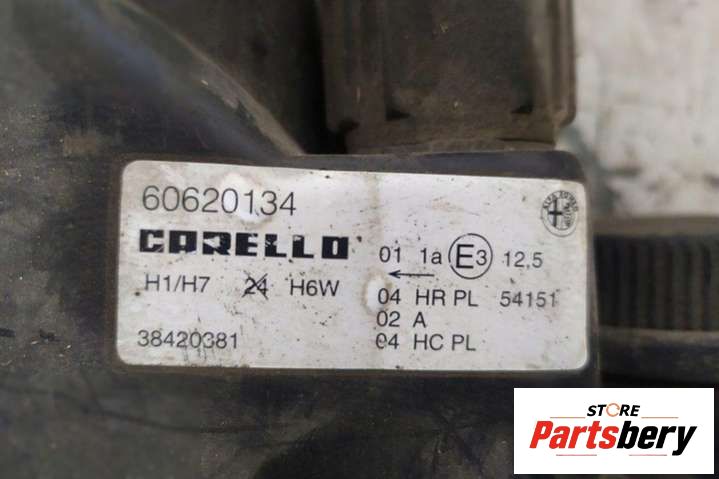 60620134
CARELLO
01 1a E3 12,5
H1/H7 24 H6W
04 HR PL 54151
02 A
38420381
04 HC PL
STORE
Partsbery